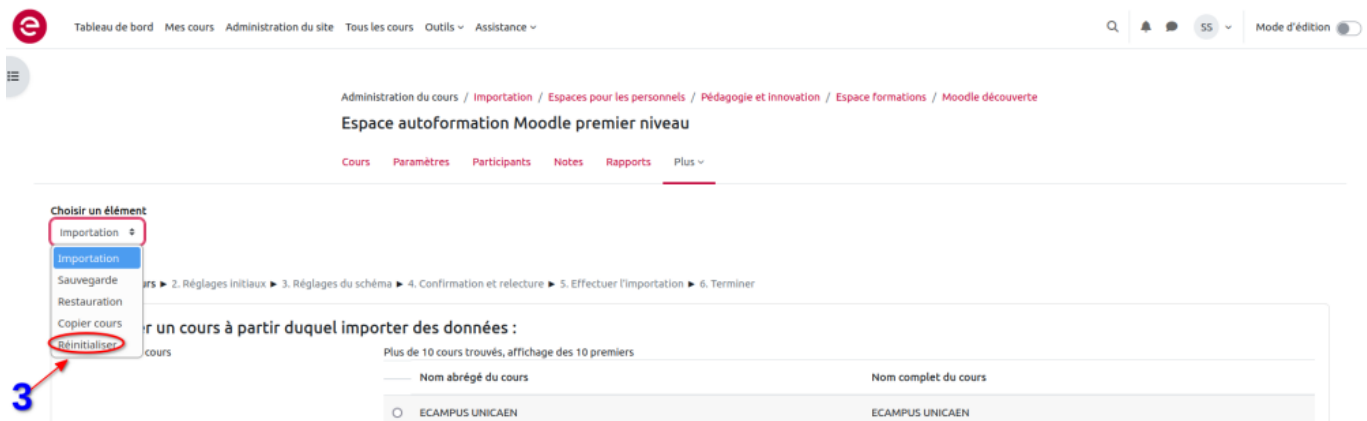 e
Tableau de bord Mes cours Administration du site Tous les cours Outils Assistance SS Mode d'édition
Administration du cours / Importation / Espaces pour les personnels / Pédagogie et innovation / Espace formations / Moodle découverte
Espace autoformation Moodle premier niveau
Cours Paramètres Participants Notes Rapports Plus
Choisir un élément
Importation
Importation
Sauvegarde
urs ► 2. Réglages initiaux ► 3. Réglages du schéma ► 4. Confirmation et relecture ► 5. Effectuer l'importation ► 6. Terminer
Restauration
Copier cours
r un cours à partir duquel importer des données :
Réinitialiser
cours
Plus de 10 cours trouvés, affichage des 10 premiers
Nom abrégé du cours Nom complet du cours
3
ECAMPUS UNICAEN ECAMPUS UNICAEN